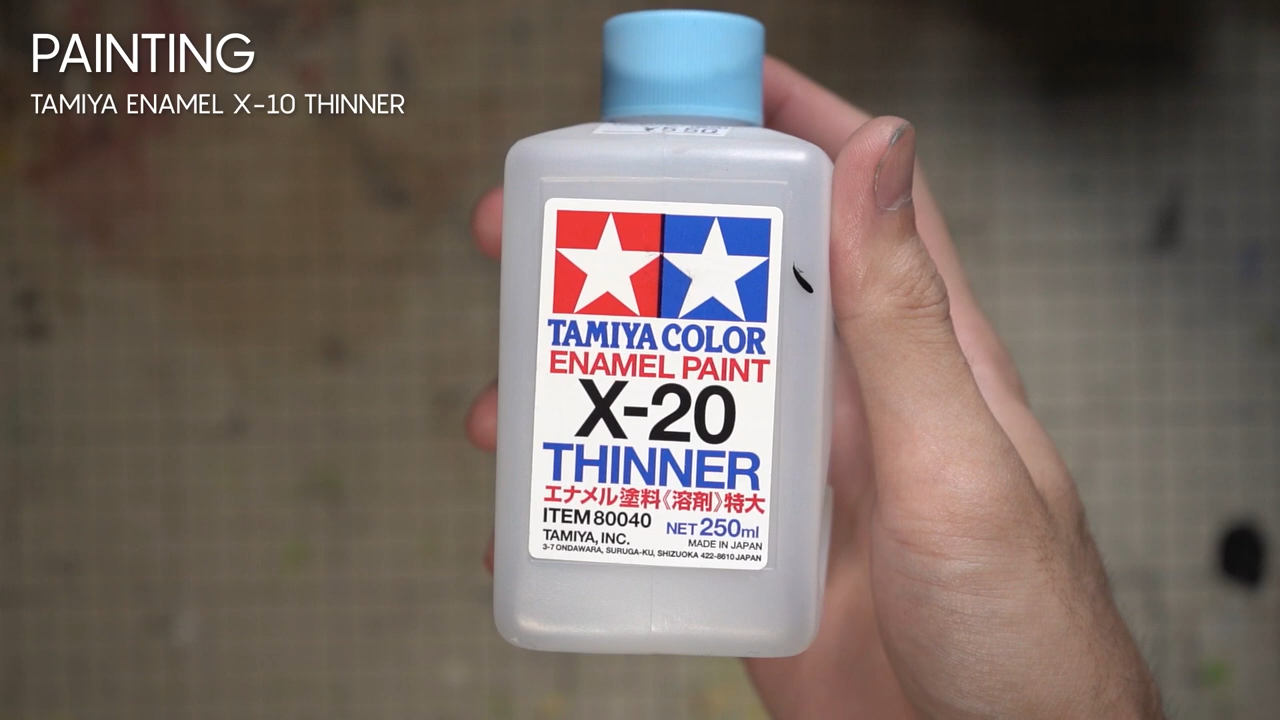 PAINTING
TAMIYA ENAMEL X-10 THINNER
TAMIYA COLOR
ENAMEL PAINT
X-20
THINNER
エナメル塗料《溶剤》特大
ITEM 80040
NET 250ml
TAMIYA, INC.
MADE IN JAPAN
3-7 ONDAWARA, SURUGA-KU, SHIZUOKA 422-8610 JAPAN